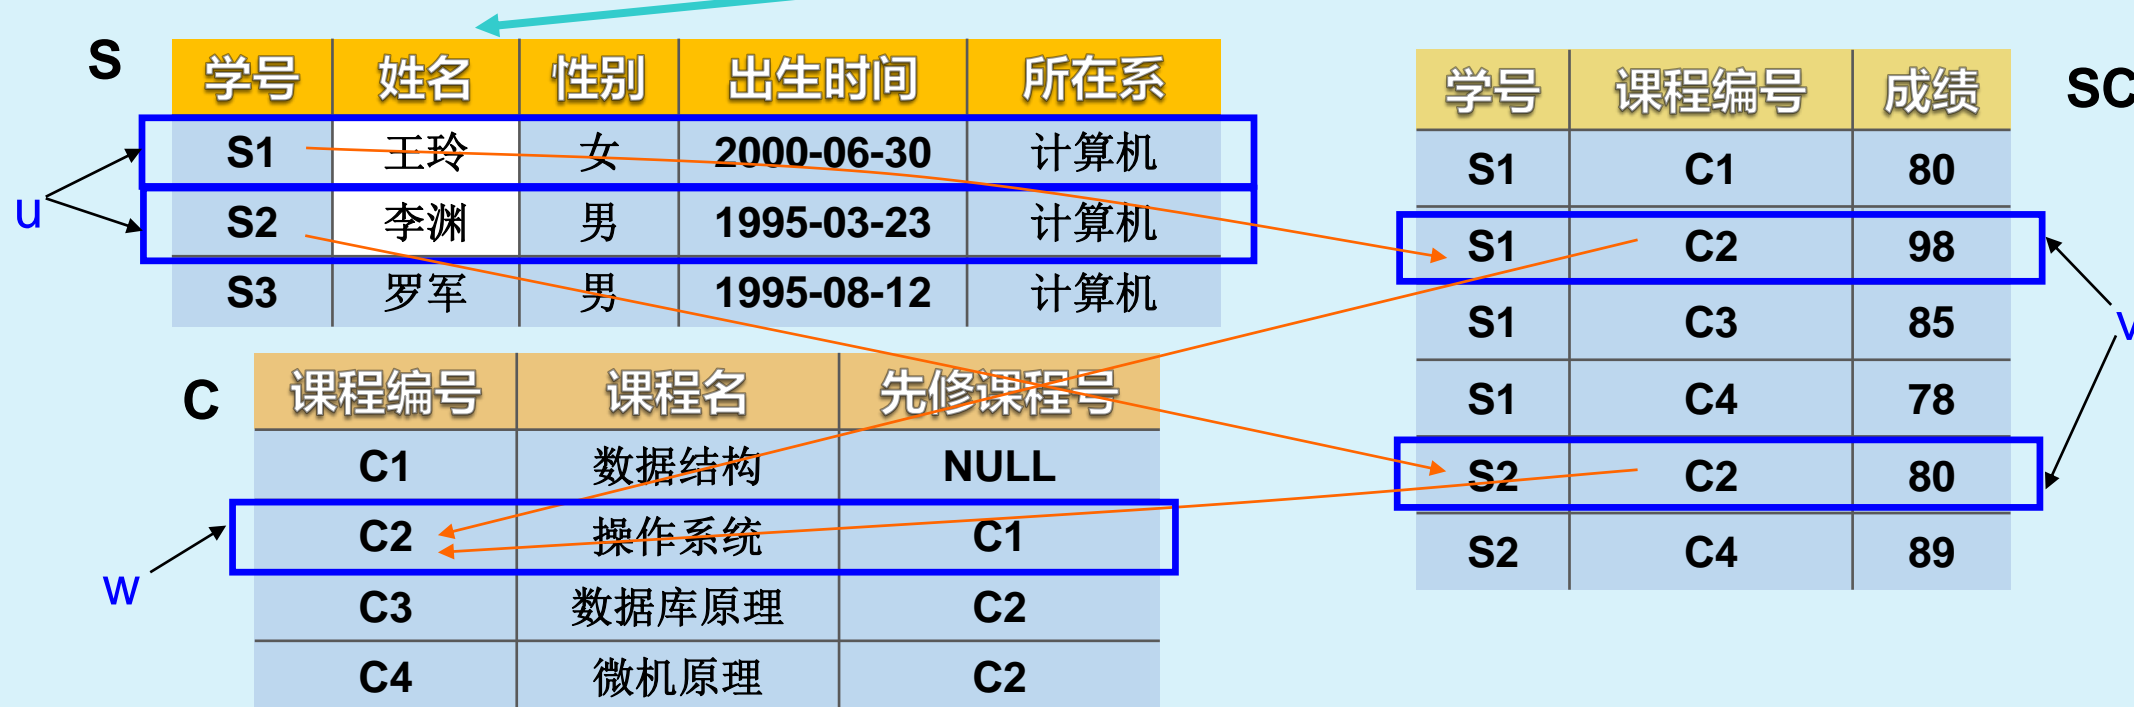 S
学号 姓名 性别 出生时间 所在系
S1 王玲 女 2000-06-30 计算机
S2 李渊 男 1995-03-23 计算机
S3 罗军 男 1995-08-12 计算机
u
C
课程编号 课程名 先修课程号
C1 数据结构 NULL
C2 操作系统 C1
C3 数据库原理 C2
C4 微机原理 C2
w
SC
学号 课程编号 成绩
S1 C1 80
S1 C2 98
S1 C3 85
S1 C4 78
S2 C2 80
S2 C4 89
v